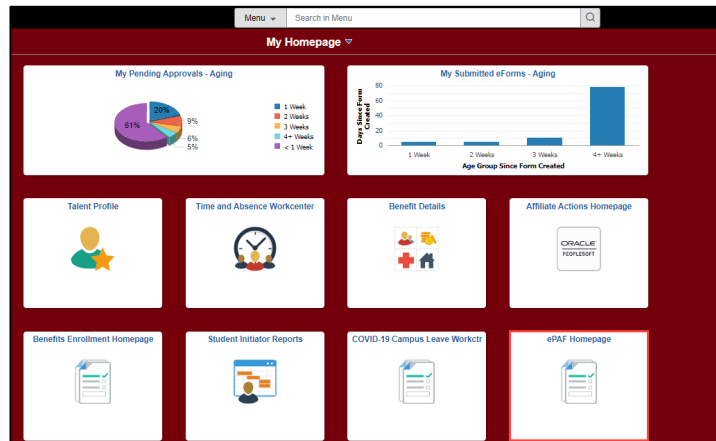 Menu
Search in Menu
My Homepage
My Pending Approvals - Aging
20%
9%
6%
5%
61%
1 Week
2 Weeks
3 Weeks
4+ Weeks
< 1 Week
My Submitted eForms - Aging
Days Since Form
Created
80
60
40
20
0
1 Week
2 Weeks
3 Weeks
4+ Weeks
Age Group Since Form Created
Talent Profile
Time and Absence Workcenter
Benefit Details
Affiliate Actions Homepage
ORACLE
PEOPLESOFT
Benefits Enrollment Homepage
Student Initiator Reports
COVID-19 Campus Leave Workctr
ePAF Homepage